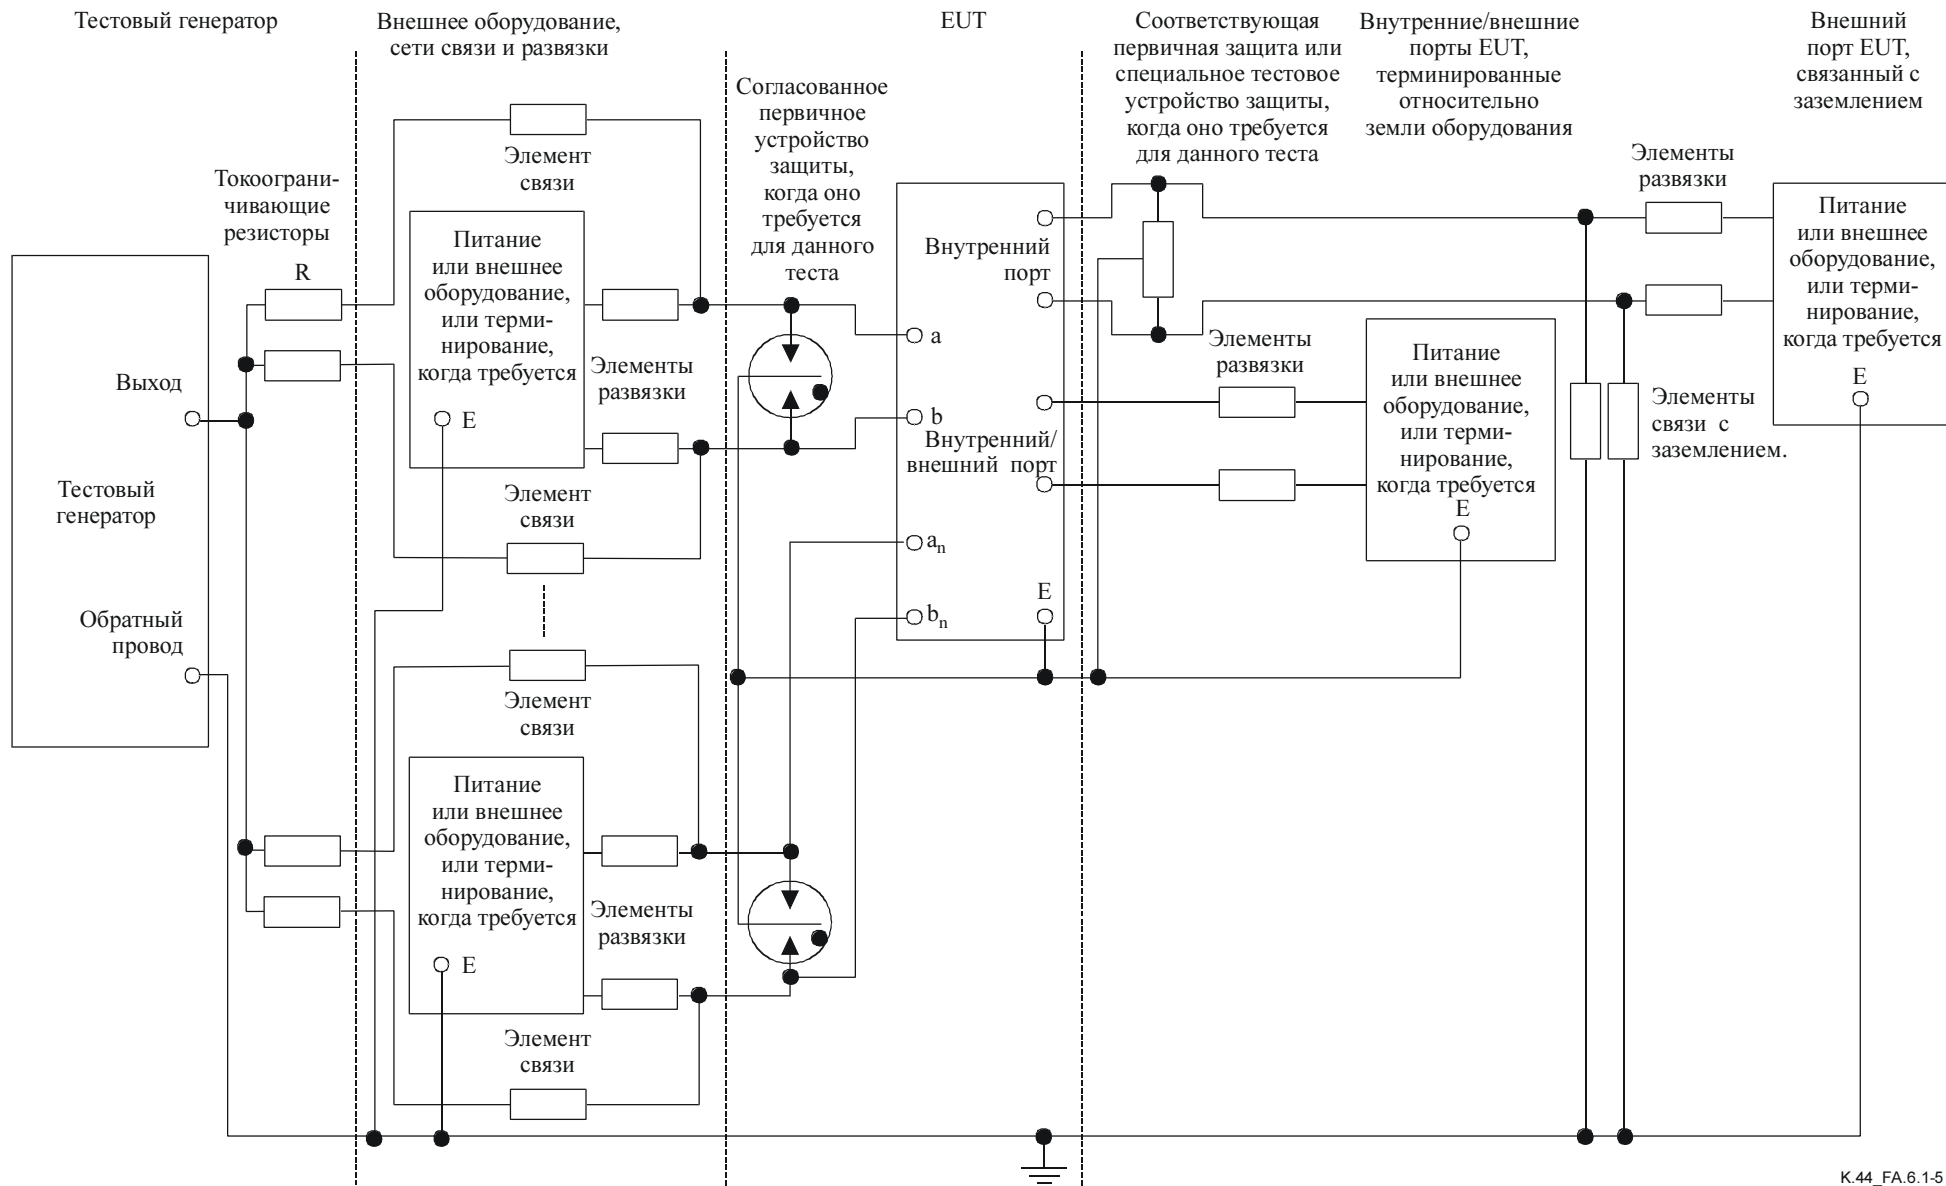 Тестовый генератор
Внешнее оборудование,
сети связи и развязки
EUT
Соответствующая
первичная защита или
специальное тестовое
устройство защиты,
когда оно требуется
для данного теста
Внутренние/внешние
порты EUT,
терминированные
относительно
земли оборудования
Внешний
порт EUT,
связанный с
заземлением
Согласованное
первичное
устройство
защиты,
когда оно
требуется
для данного
теста
Элемент
связи
Токоограни-
чивающие
резисторы
R
Питание
или внешнее
оборудование,
или терми-
нирование,
когда требуется
E
Элементы
развязки
Элемент
связи
Выход
Тестовый
генератор
Обратный
провод
a
b
Внутренний
порт
Внутренний/
внешний порт
an
bn
E
Элементы
развязки
Питание
или внешнее
оборудование,
или терми-
нирование,
когда требуется
E
Элементы
развязки
Питание
или внешнее
оборудование,
или терми-
нирование,
когда требуется
E
Элементы
связи с
заземлением.
Элемент
связи
Питание
или внешнее
оборудование,
или терми-
нирование,
когда требуется
E
Элементы
развязки
Элемент
связи
K.44_FA.6.1-5